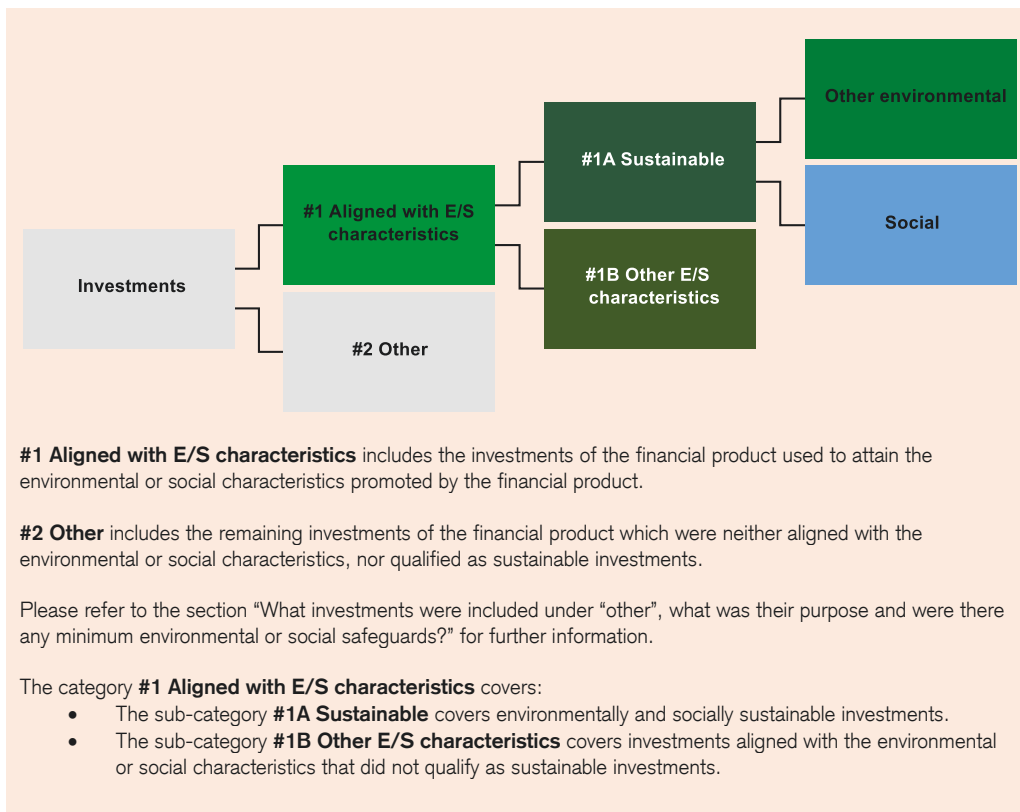 Other environmental
#1A Sustainable
#1 Aligned with E/S
characteristics
Social
Investments
#1B Other E/S
characteristics
#2 Other
#1 Aligned with E/S characteristics includes the investments of the financial product used to attain the
environmental or social characteristics promoted by the financial product.
#2 Other includes the remaining investments of the financial product which were neither aligned with the
environmental or social characteristics, nor qualified as sustainable investments.
Please refer to the section “What investments were included under “other”, what was their purpose and were there
any minimum environmental or social safeguards?” for further information.
The category #1 Aligned with E/S characteristics covers:
• The sub-category #1A Sustainable covers environmentally and socially sustainable investments.
• The sub-category #1B Other E/S characteristics covers investments aligned with the environmental
or social characteristics that did not qualify as sustainable investments.